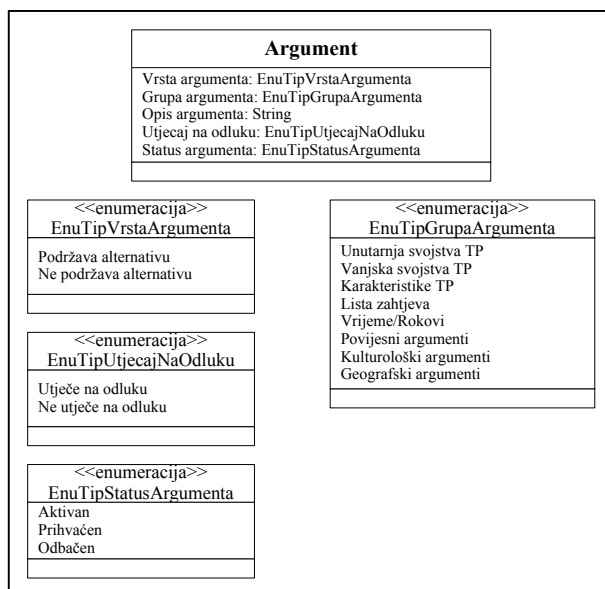 Argument
Vrsta argumenta: EnuTipVrstaArgumenta
Grupa argumenta: EnuTipGrupaArgumenta
Opis argumenta: String
Utjecaj na odluku: EnuTipUtjecajNaOdluku
Status argumenta: EnuTipStatusArgumenta
<<enumeracija>>
EnuTipVrstaArgumenta
Podržava alternativu
Ne podržava alternativu
<<enumeracija>>
EnuTipUtjecajNaOdluku
Utječe na odluku
Ne utječe na odluku
<<enumeracija>>
EnuTipStatusArgumenta
Aktivan
Prihvaćen
Odbačen
<<enumeracija>>
EnuTipGrupaArgumenta
Unutarnja svojstva TP
Vanjska svojstva TP
Karakteristike TP
Lista zahtjeva
Vrijeme/Rokovi
Povijesni argumenti
Kulturološki argumenti
Geografski argumenti